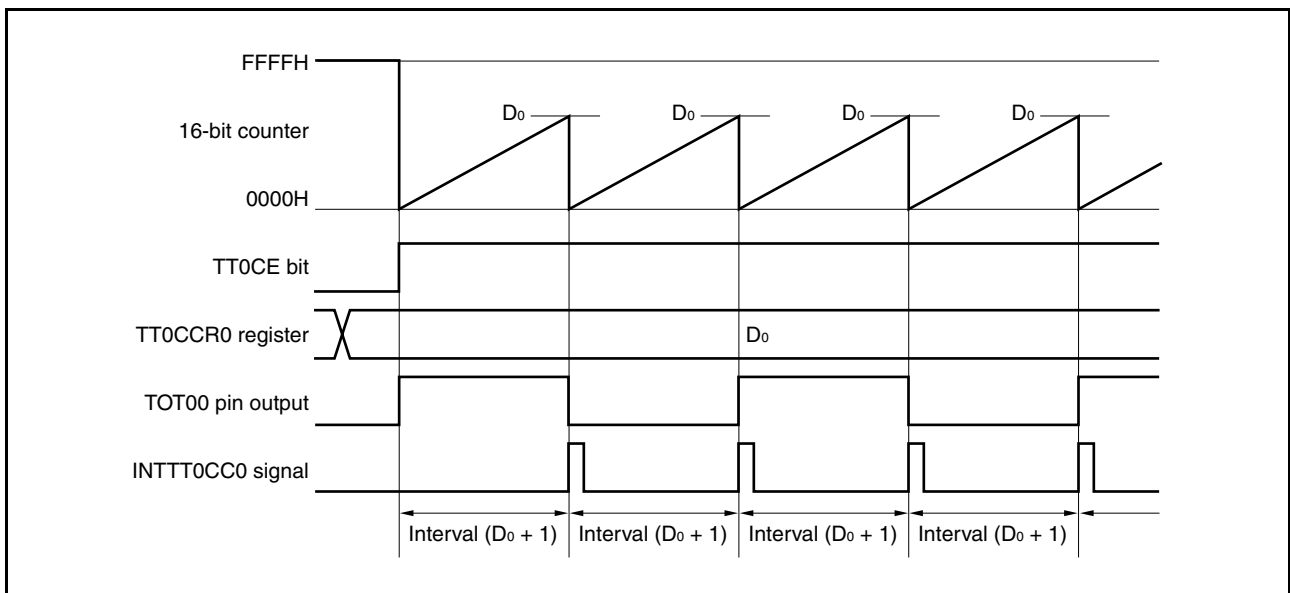 FFFFH
D₀ D₀ D₀ D₀
16-bit counter
0000H
TT0CE bit
TT0CCR0 register D₀
TOT00 pin output
INTTT0CC0 signal
Interval (D₀ + 1) Interval (D₀ + 1) Interval (D₀ + 1) Interval (D₀ + 1)